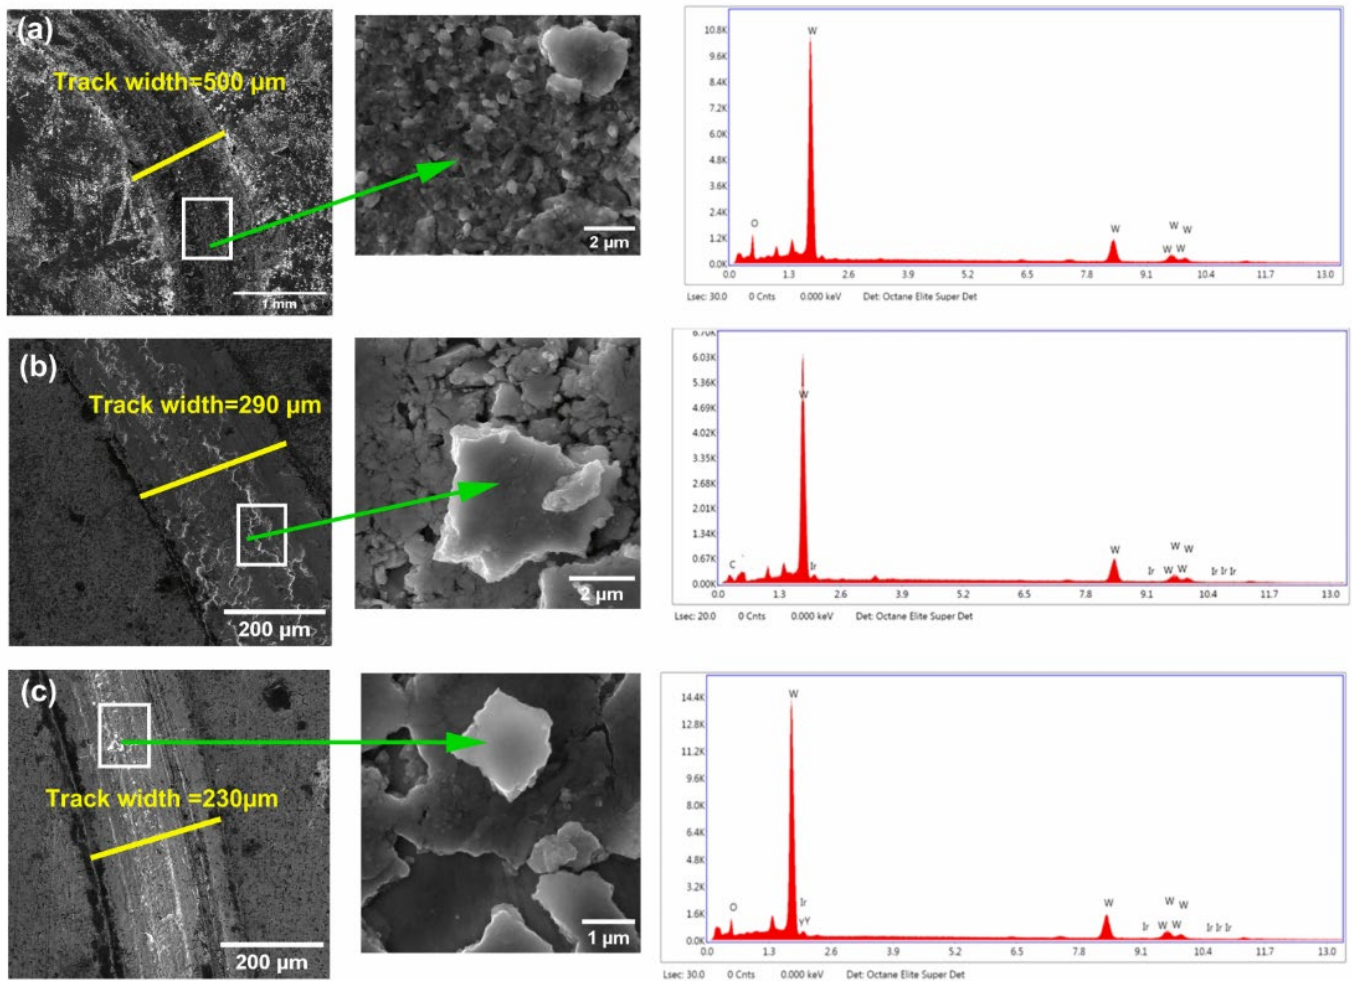 (a)
Track width=500 µm
1 mm
2 µm
10.8K
9.6K
8.4K
7.2K
6.0K
4.8K
3.6K
2.4K
1.2K
0.0K
W
O
W
W W
W W
0.0 1.3 2.6 3.9 5.2 6.5 7.8 9.1 10.4 11.7 13.0
Lsec: 30.0 0 Cnts 0.000 keV Det: Octane Elite Super Det
(b)
Track width=290 µm
200 µm
2 µm
6.70K
6.03K
5.36K
4.69K
4.02K
3.35K
2.68K
2.01K
1.34K
0.67K
0.00K
W
C
Ir
W
W W
Ir W W Ir Ir Ir
0.0 1.3 2.6 3.9 5.2 6.5 7.8 9.1 10.4 11.7 13.0
Lsec: 20.0 0 Cnts 0.000 keV Det: Octane Elite Super Det
(c)
Track width =230µm
200 µm
1 µm
14.4K
12.8K
11.2K
9.6K
8.0K
6.4K
4.8K
3.2K
1.6K
0.0K
W
O
Ir
Y Y
W
W W
Ir W W Ir Ir Ir
0.0 1.3 2.6 3.9 5.2 6.5 7.8 9.1 10.4 11.7 13.0
Lsec: 30.0 0 Cnts 0.000 keV Det: Octane Elite Super Det